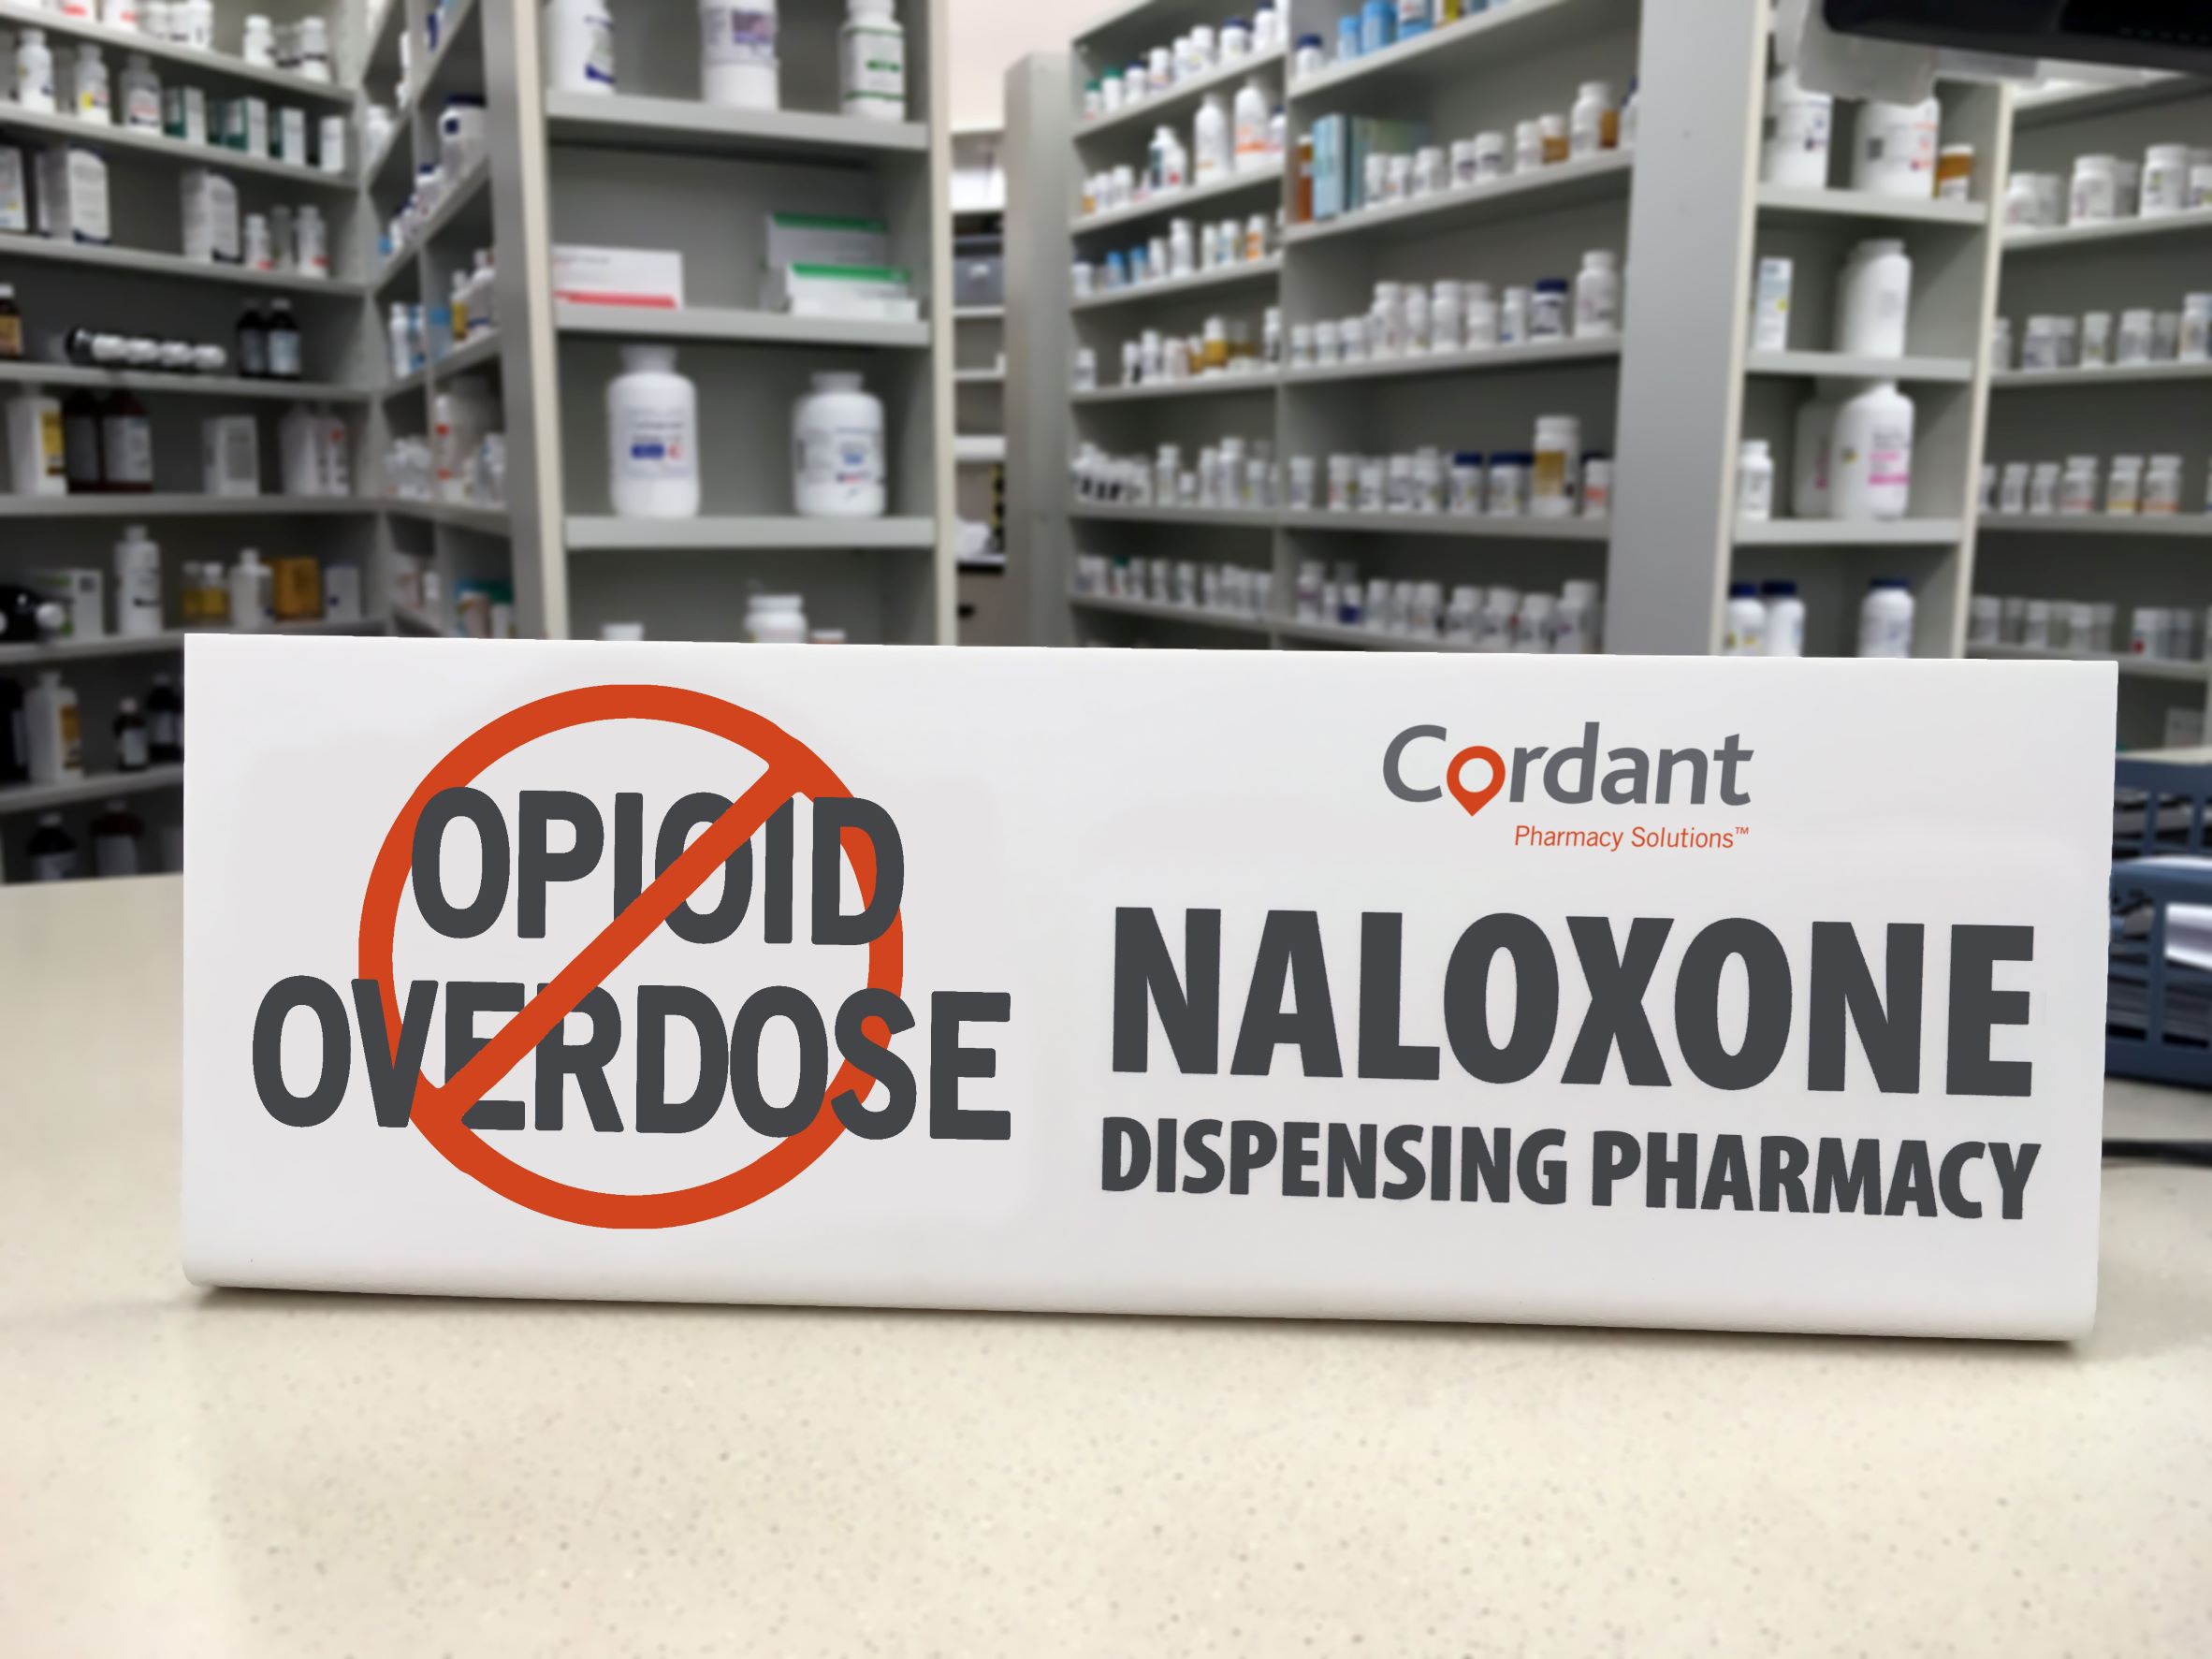 OPIOID
OVERDOSE
Cordant
Pharmacy Solutions™
NALOXONE
DISPENSING PHARMACY